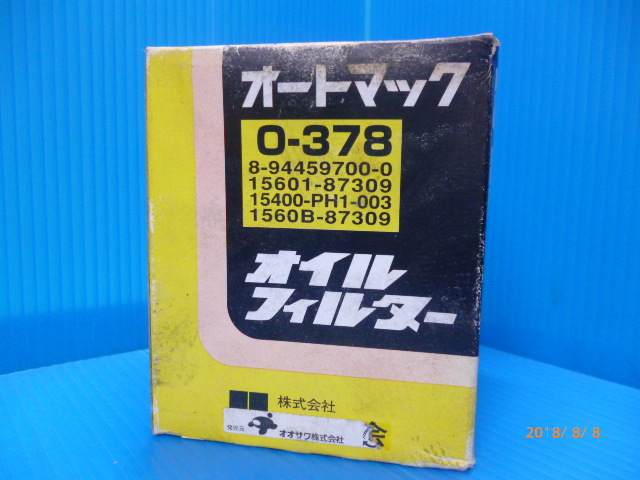 オートマック
O-378
8-94459700-0
15601-87309
15400-PH1-003
1560B-87309
オイル
フィルター
株式会社
発売元 オオサワ株式会社
2018/ 8/ 8